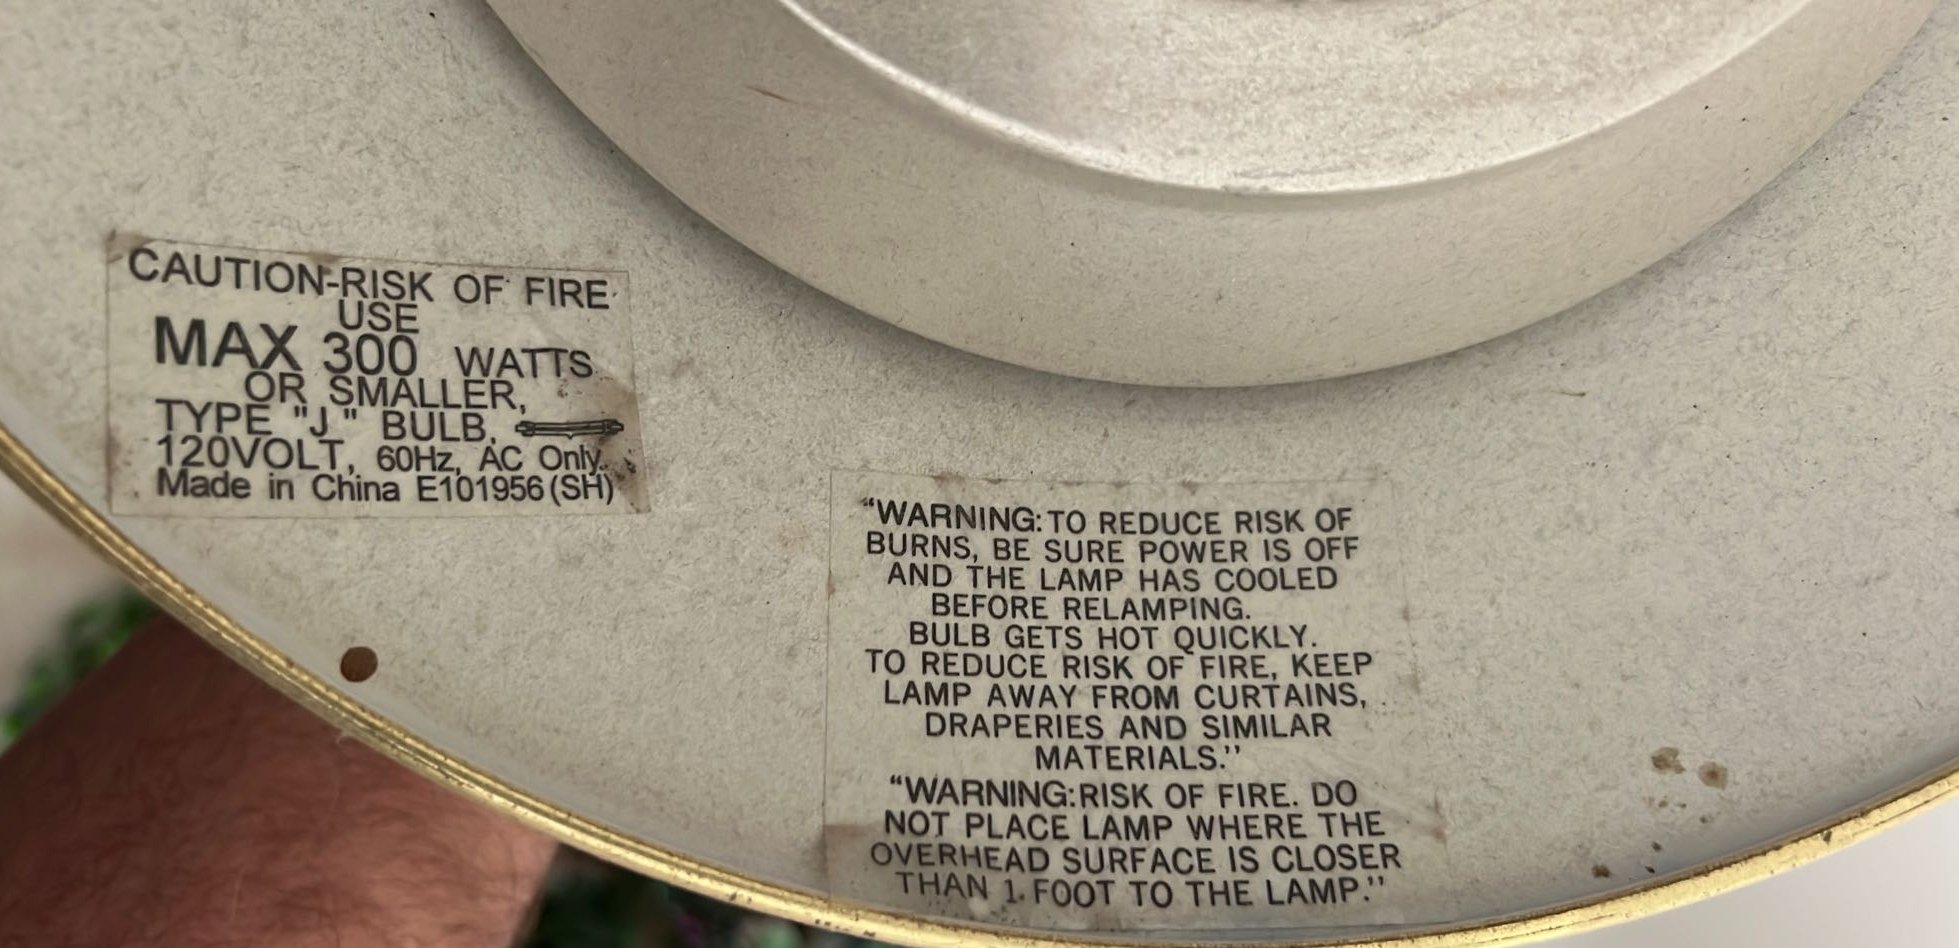 CAUTION-RISK OF FIRE
USE
MAX 300 WATTS
OR SMALLER,
TYPE "J" BULB.
120VOLT, 60Hz, AC Only.
Made in China E101956(SH)
“WARNING:TO REDUCE RISK OF
BURNS, BE SURE POWER IS OFF
AND THE LAMP HAS COOLED
BEFORE RELAMPING.
BULB GETS HOT QUICKLY.
TO REDUCE RISK OF FIRE, KEEP
LAMP AWAY FROM CURTAINS,
DRAPERIES AND SIMILAR
MATERIALS.”
“WARNING:RISK OF FIRE. DO
NOT PLACE LAMP WHERE THE
OVERHEAD SURFACE IS CLOSER
THAN 1. FOOT TO THE LAMP.”